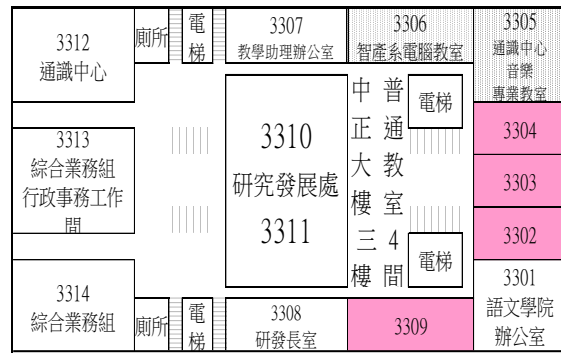 3312
通識中心
廁所
電
梯
3307
教學助理辦公室
3306
智產系電腦教室
3305
通識中心
音樂
專業教室
3313
綜合業務組
行政事務工作
間
3310
研究發展處
3311
中正大樓三樓
普通教室4間
電梯
電梯
3304
3303
3302
3301
語文學院
辦公室
3314
綜合業務組
廁所
電
梯
3308
研發長室
3309